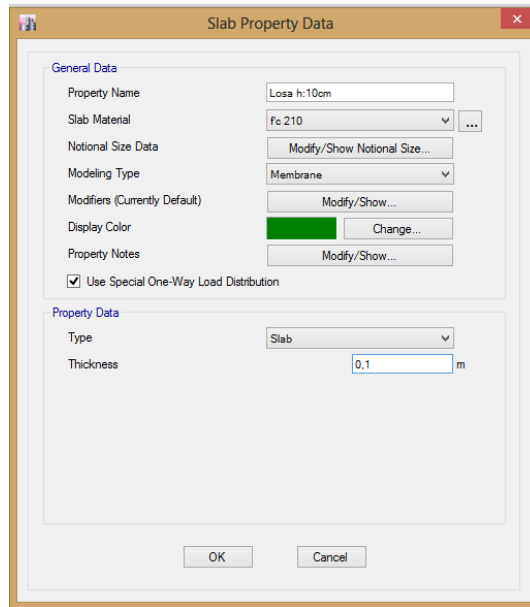 Slab Property Data
General Data
Property Name Losa h:10cm
Slab Material f'c 210 ...
Notional Size Data Modify/Show Notional Size...
Modeling Type Membrane
Modifiers (Currently Default) Modify/Show...
Display Color Change...
Property Notes Modify/Show...
Use Special One-Way Load Distribution
Property Data
Type Slab
Thickness 0,1 m
OK Cancel